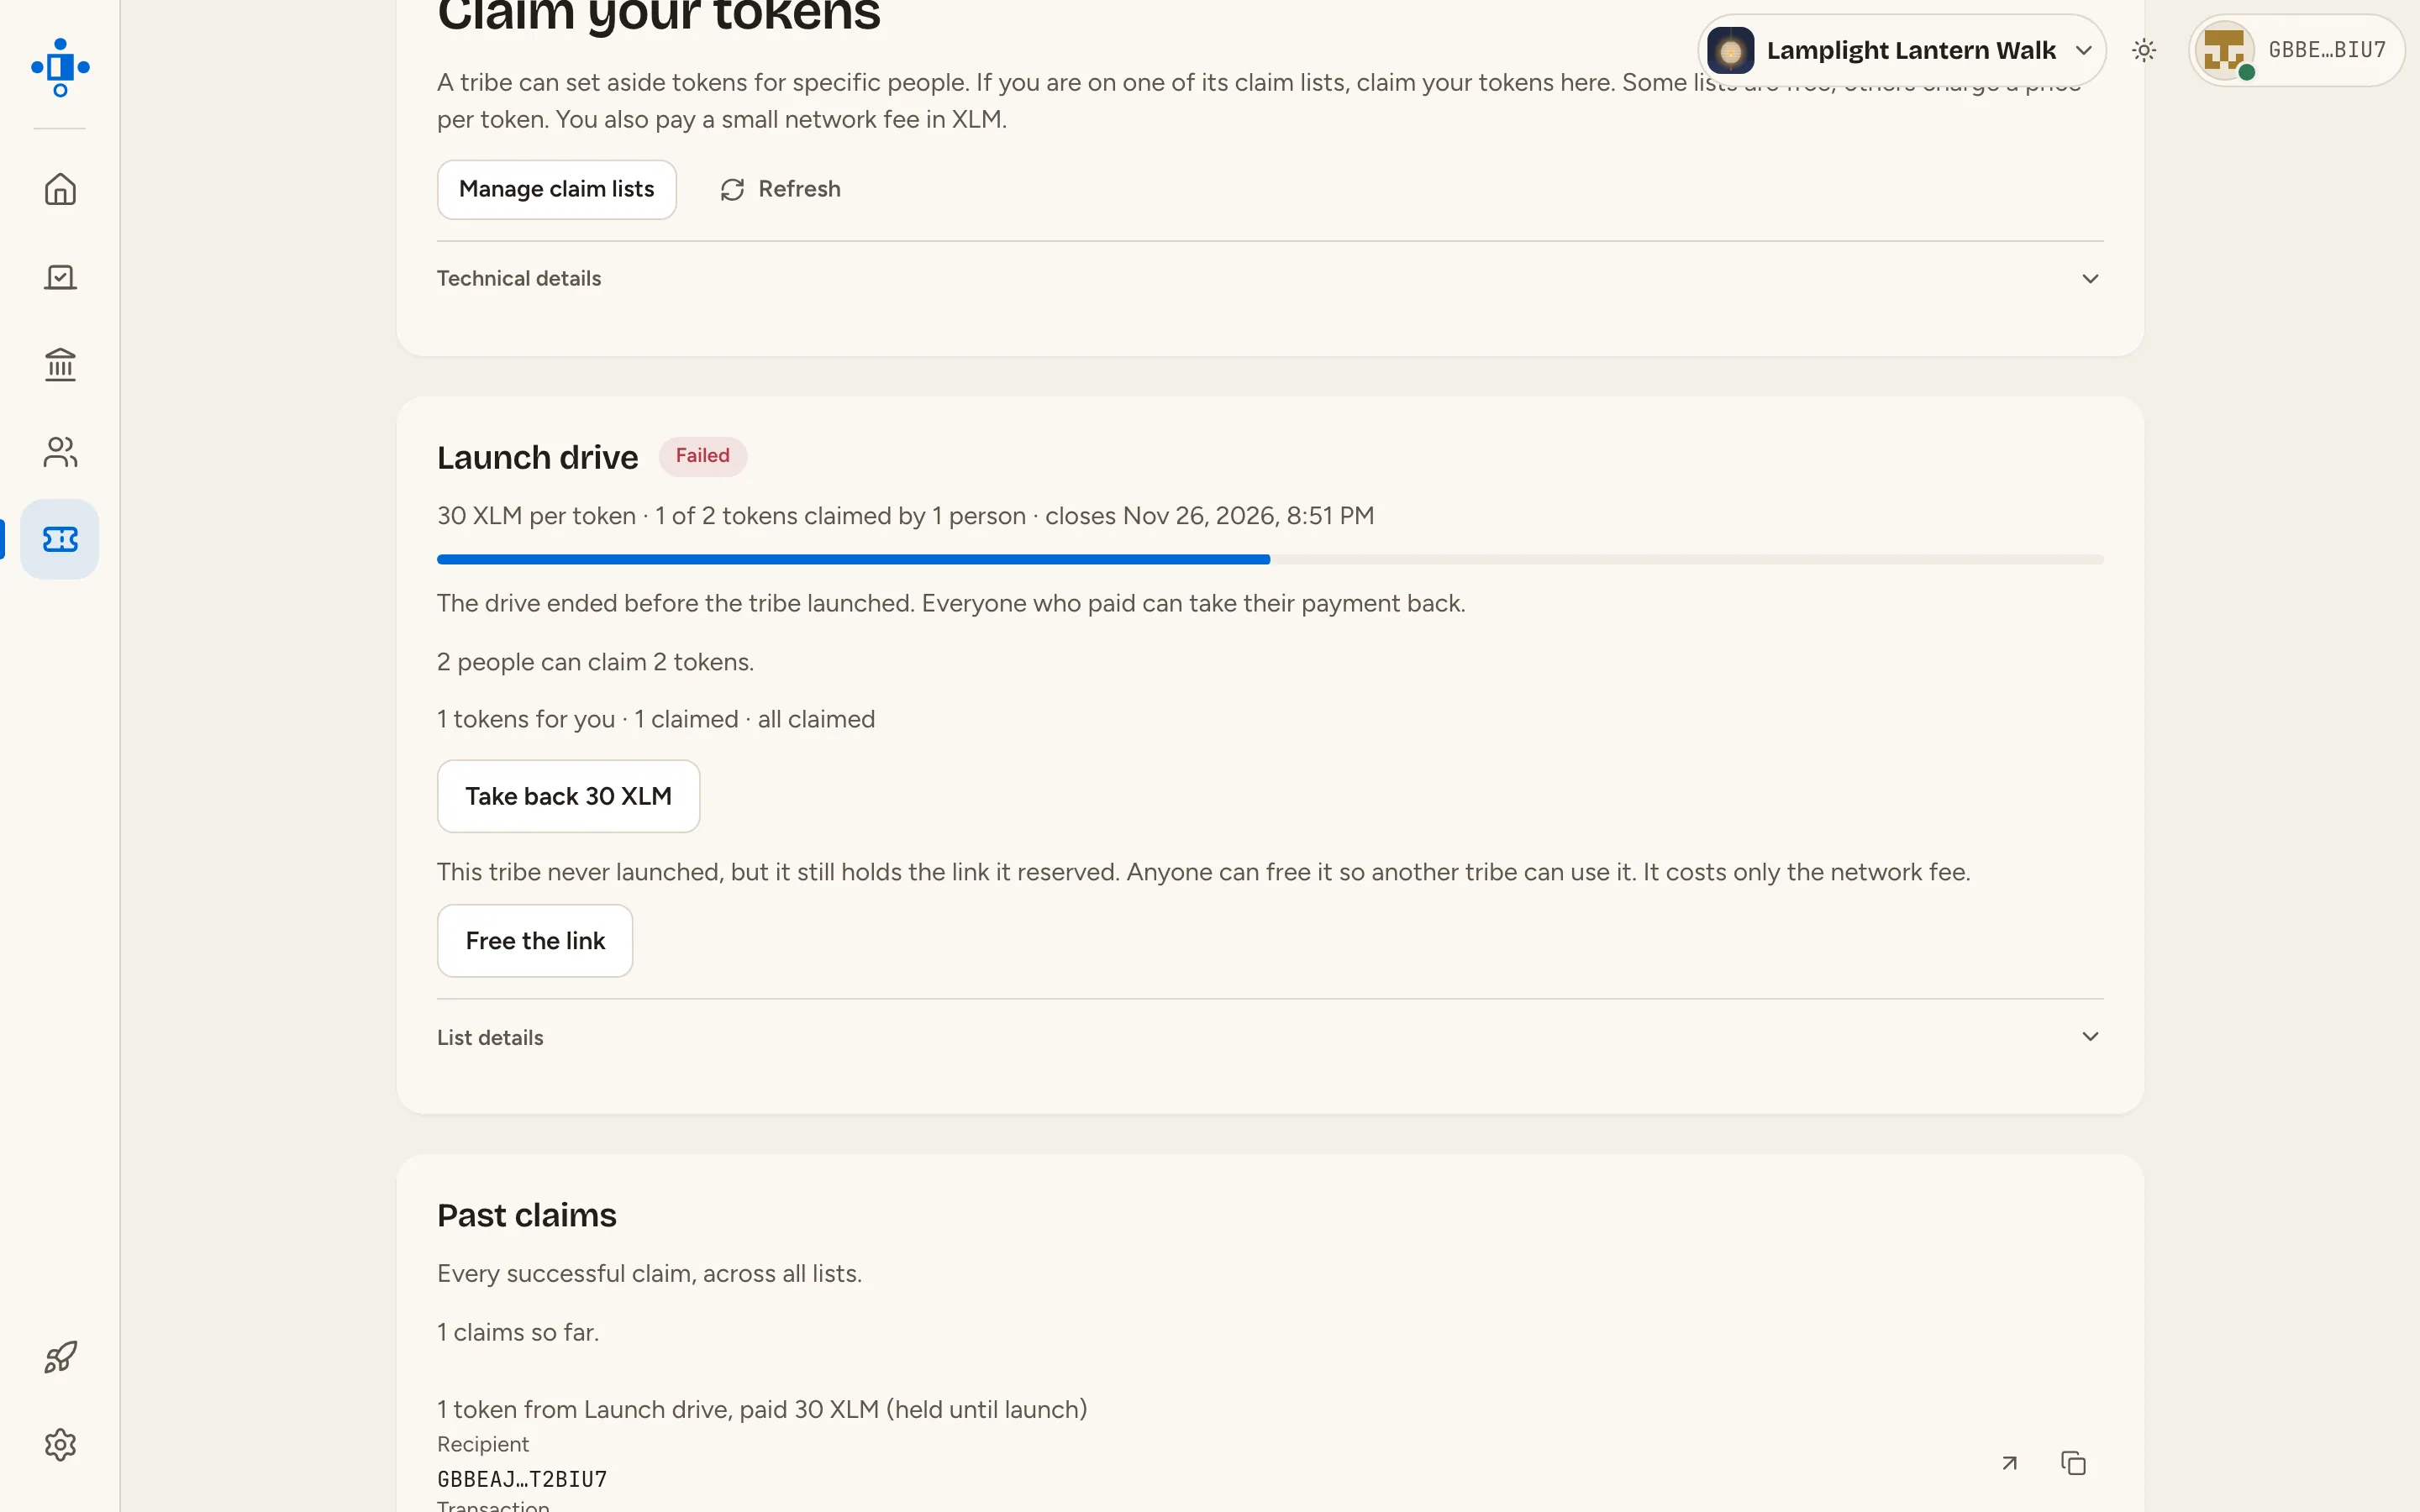 Claim your tokens
Lamplight Lantern Walk
GBBE…BIU7
A tribe can set aside tokens for specific people. If you are on one of its claim lists, claim your tokens here. Some lists are free, others charge a price
per token. You also pay a small network fee in XLM.
Manage claim lists
Refresh
Technical details
Launch drive
Failed
30 XLM per token · 1 of 2 tokens claimed by 1 person · closes Nov 26, 2026, 8:51 PM
The drive ended before the tribe launched. Everyone who paid can take their payment back.
2 people can claim 2 tokens.
1 tokens for you · 1 claimed · all claimed
Take back 30 XLM
This tribe never launched, but it still holds the link it reserved. Anyone can free it so another tribe can use it. It costs only the network fee.
Free the link
List details
Past claims
Every successful claim, across all lists.
1 claims so far.
1 token from Launch drive, paid 30 XLM (held until launch)
Recipient
GBBEAJ…T2BIU7
Transaction